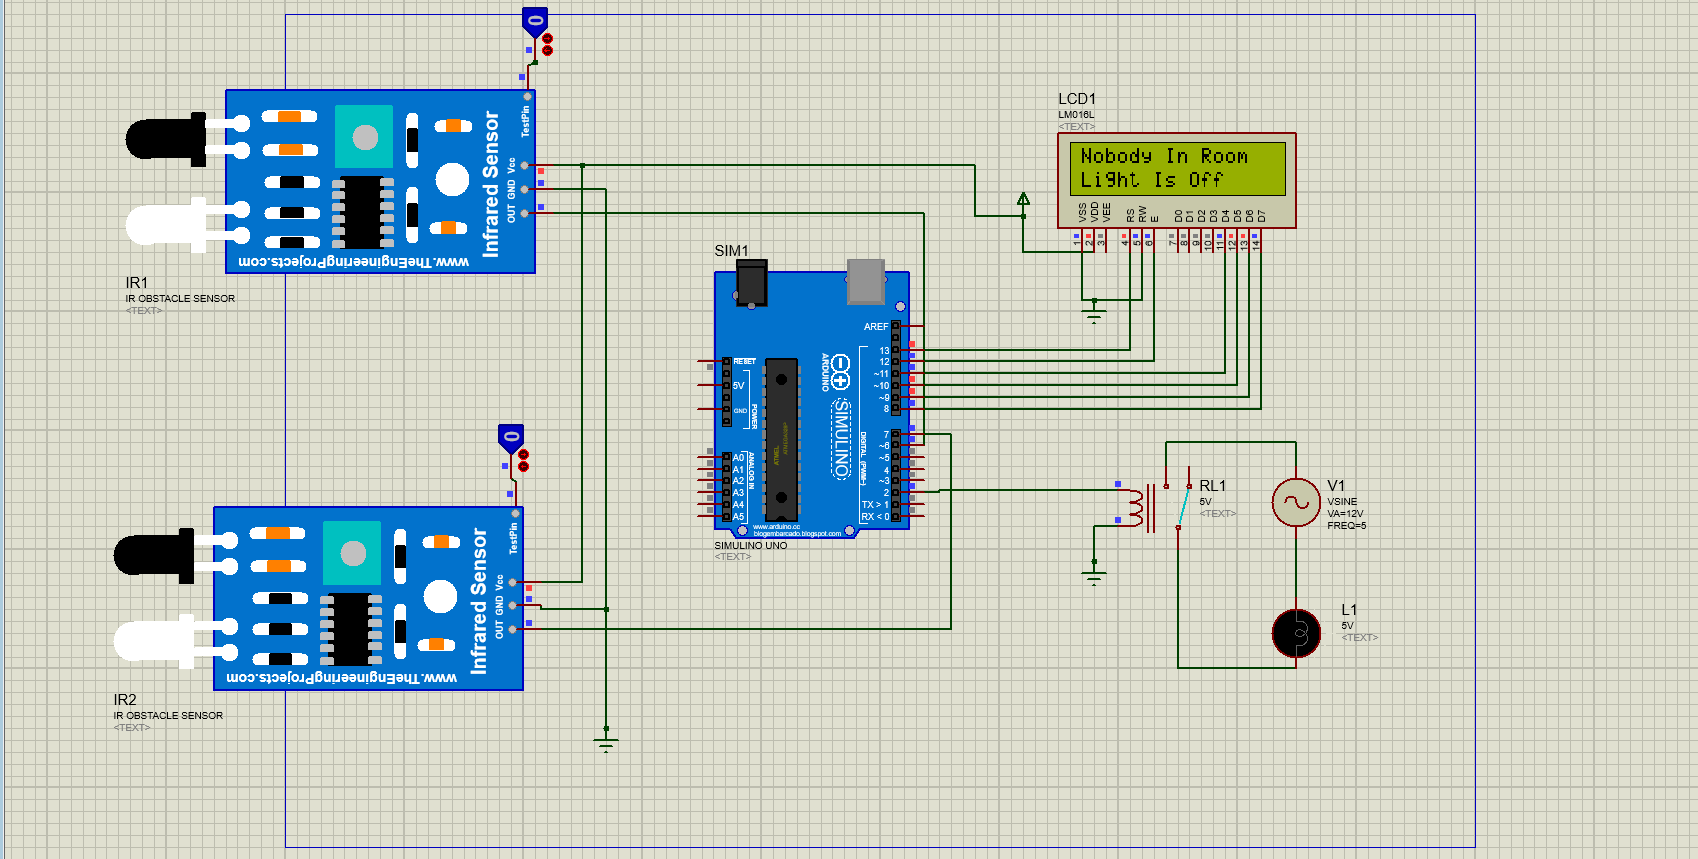 0
TestPin
Vcc
GND
OUT
Infrared Sensor
www.TheEngineeringProjects.com
IR1
IR OBSTACLE SENSOR
<TEXT>
0
TestPin
Vcc
GND
OUT
Infrared Sensor
www.TheEngineeringProjects.com
IR2
IR OBSTACLE SENSOR
<TEXT>
SIM1
AREF
13
12
~11
~10
~9
8
7
~6
~5
4
~3
2
TX > 1
RX < 0
RESET
5V
GND
POWER
A0
A1
A2
A3
A4
A5
ANALOG IN
ARDUINO
SIMULINO
DIGITAL (PWM~)
ATMEL
www.arduino.cc
blogembarcado.blogspot.com
SIMULINO UNO
<TEXT>
LCD1
LM016L
<TEXT>
Nobody In Room
Light Is Off
VSS
VDD
VEE
RS
RW
E
D0
D1
D2
D3
D4
D5
D6
D7
1
2
3
4
5
6
7
8
9
10
11
12
13
14
RL1
5V
<TEXT>
V1
VSINE
VA=12V
FREQ=5
L1
5V
<TEXT>